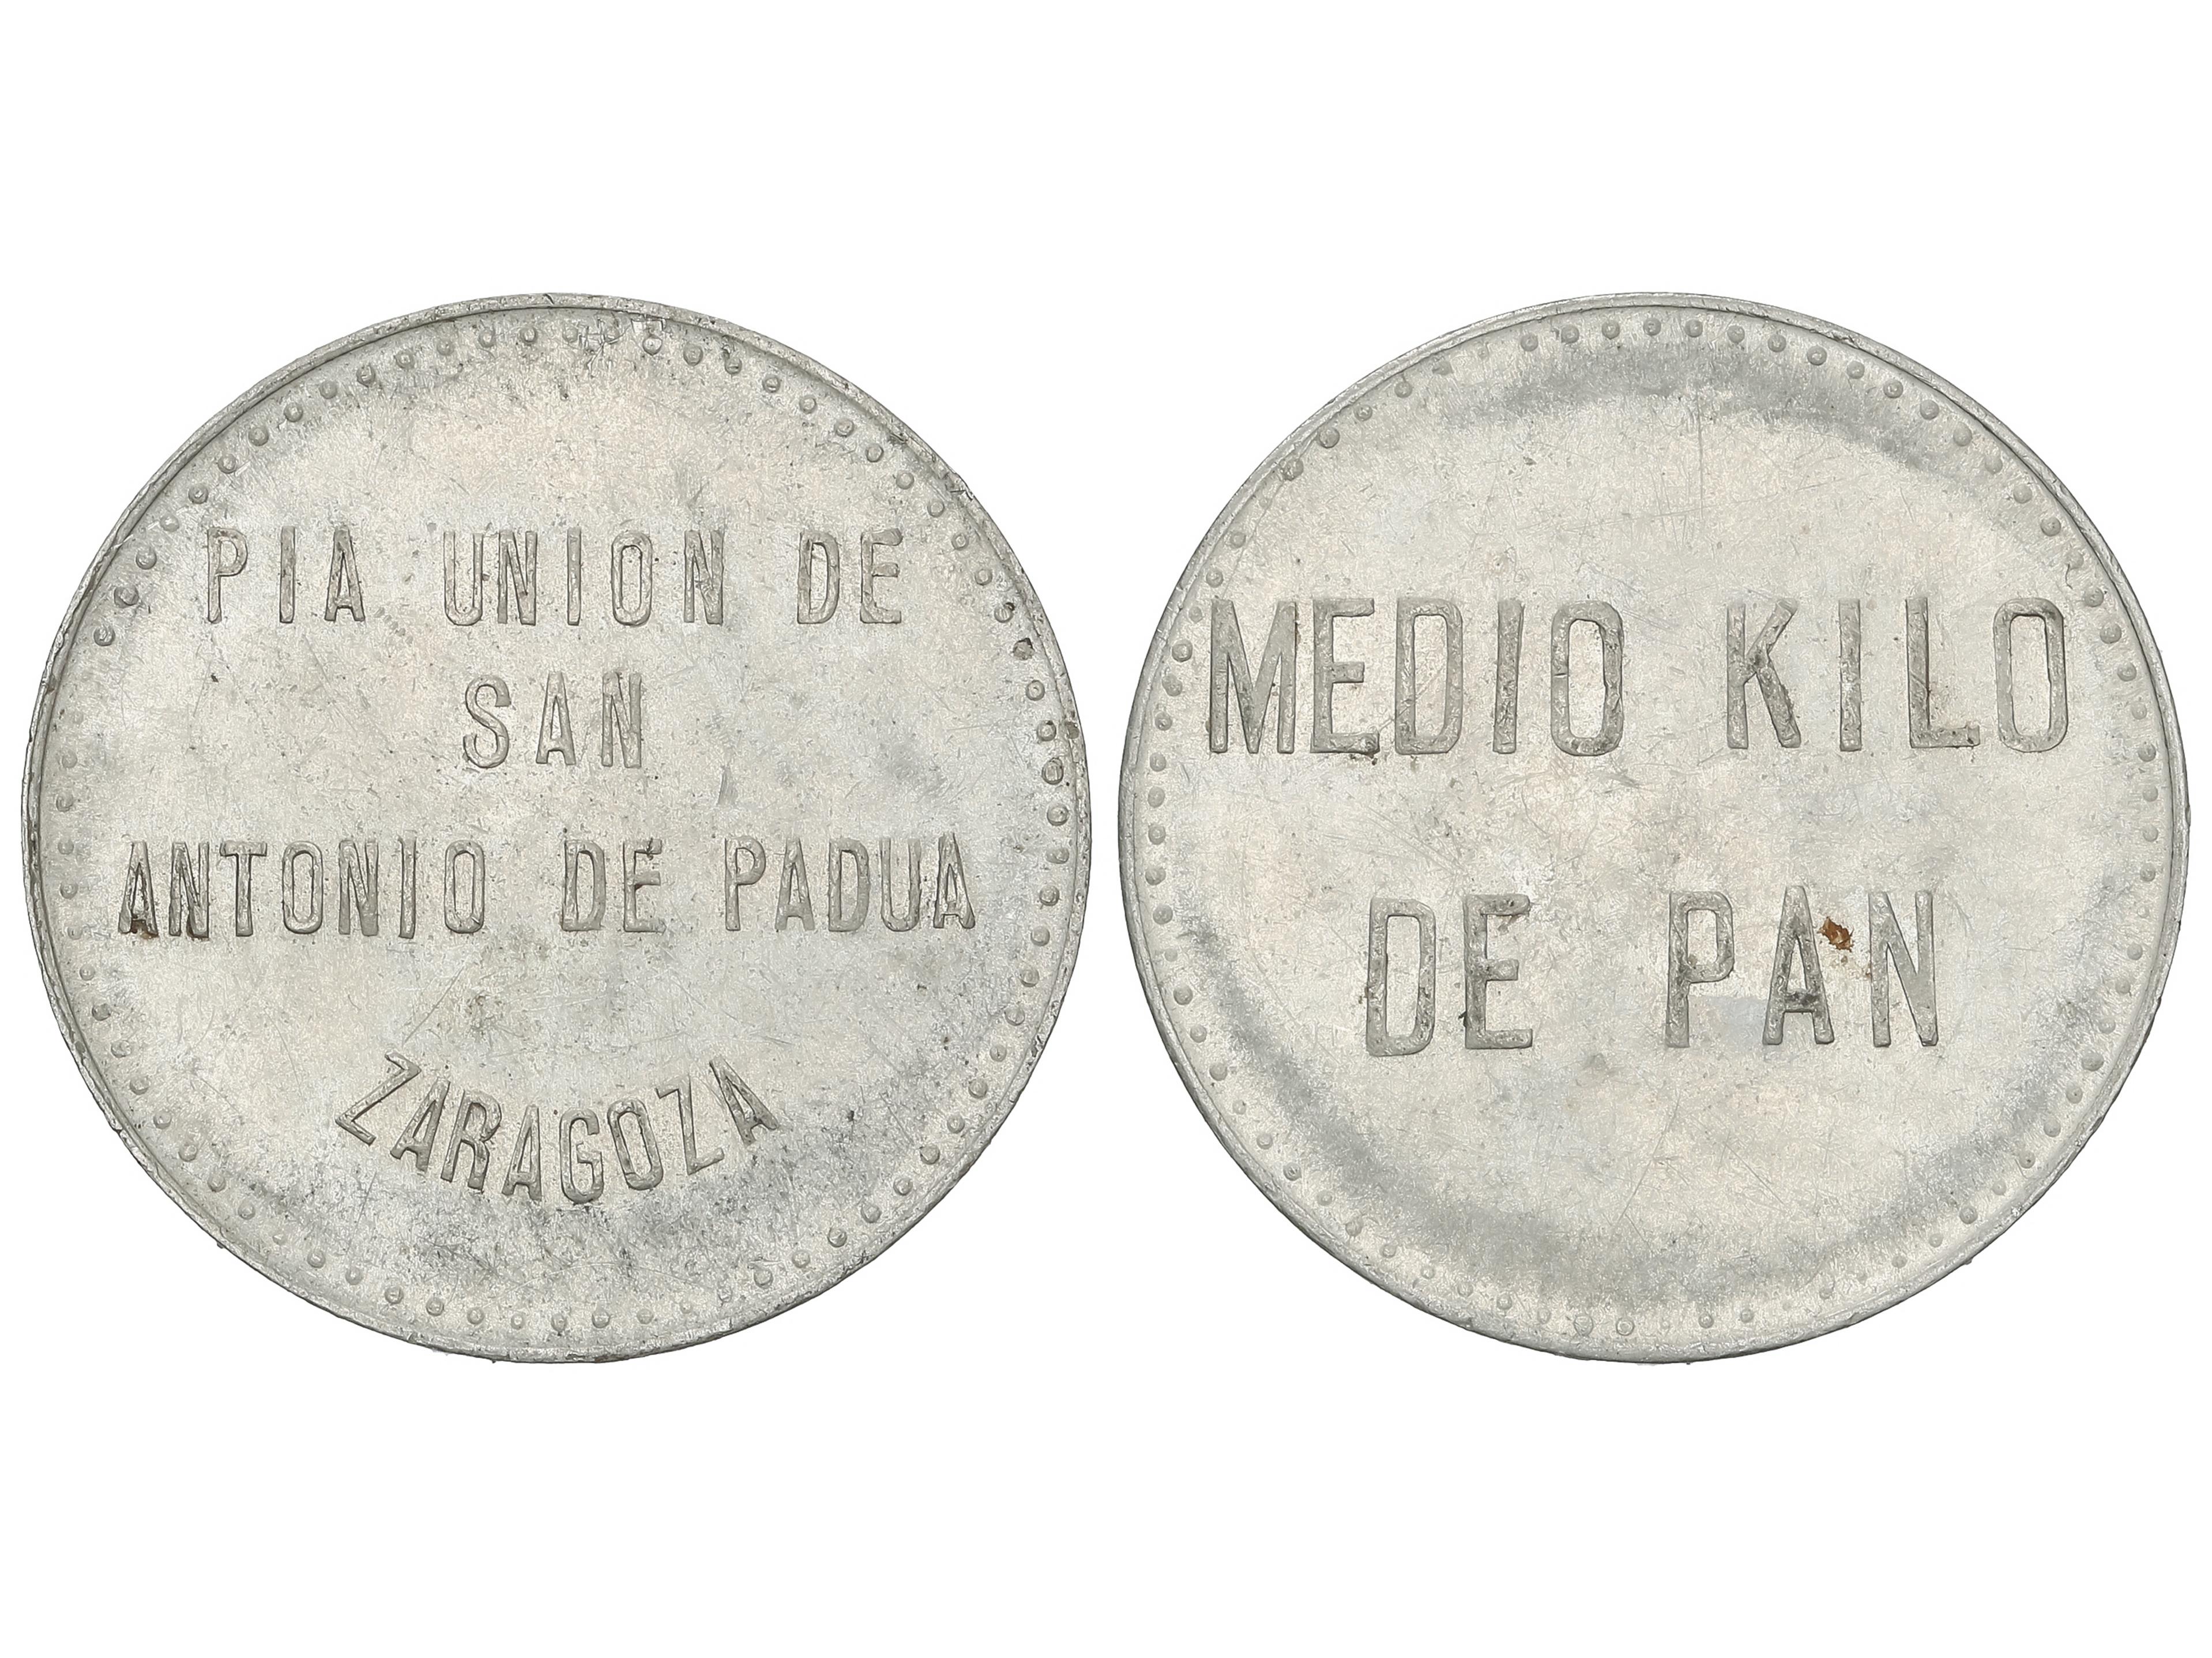 PIA UNION DE
SAN
ANTONIO DE PADUA
ZARAGOZA
MEDIO KILO
DE PAN